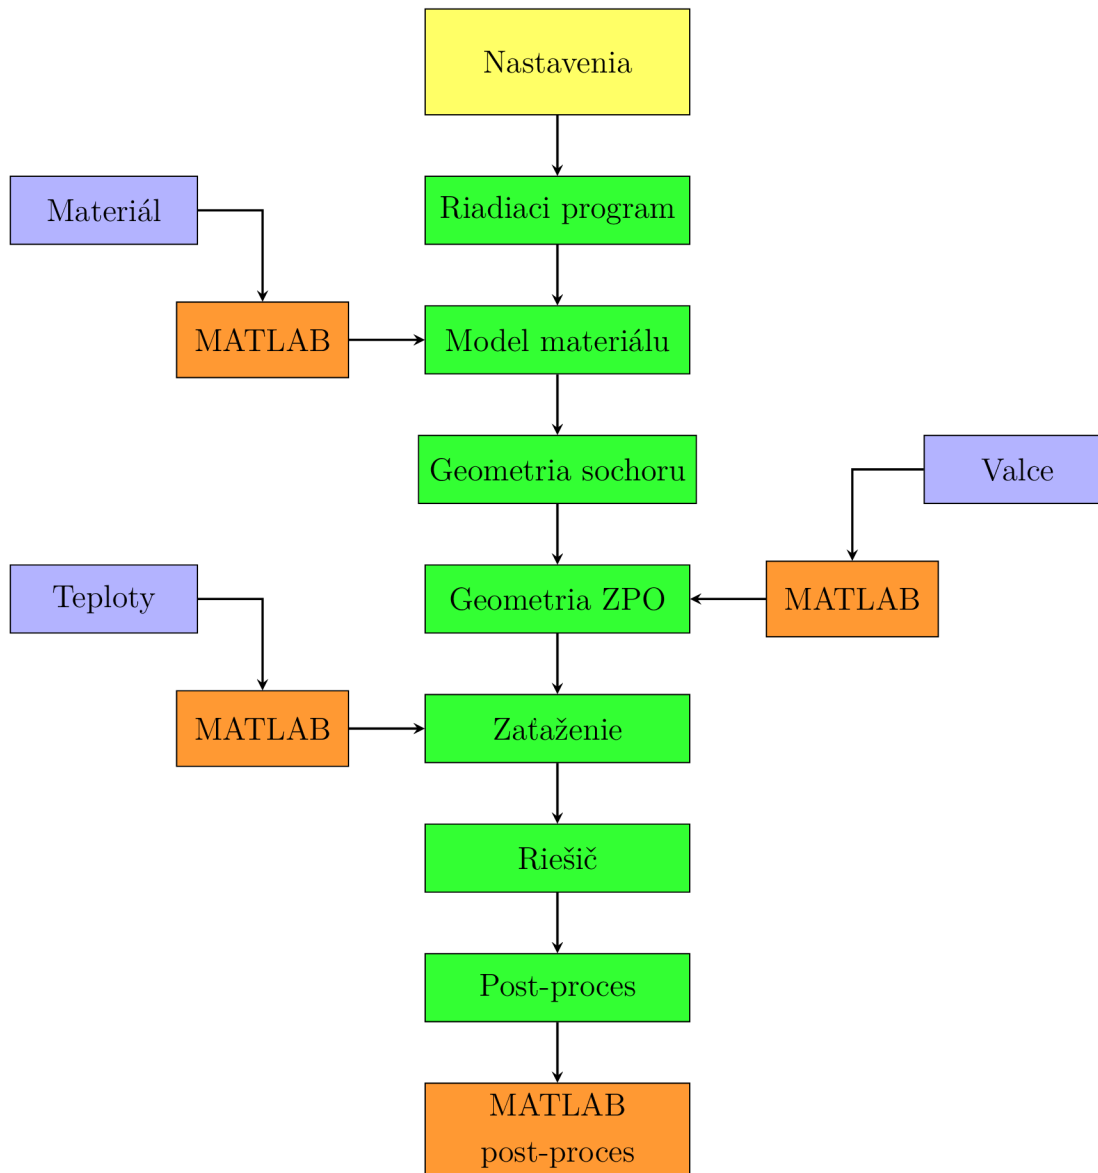 Nastavenia
Materiál
Riadiaci program
MATLAB
Model materiálu
Geometria sochoru
Valce
Teploty
Geometria ZPO
MATLAB
MATLAB
Zaťaženie
Riešič
Post-proces
MATLAB
post-proces